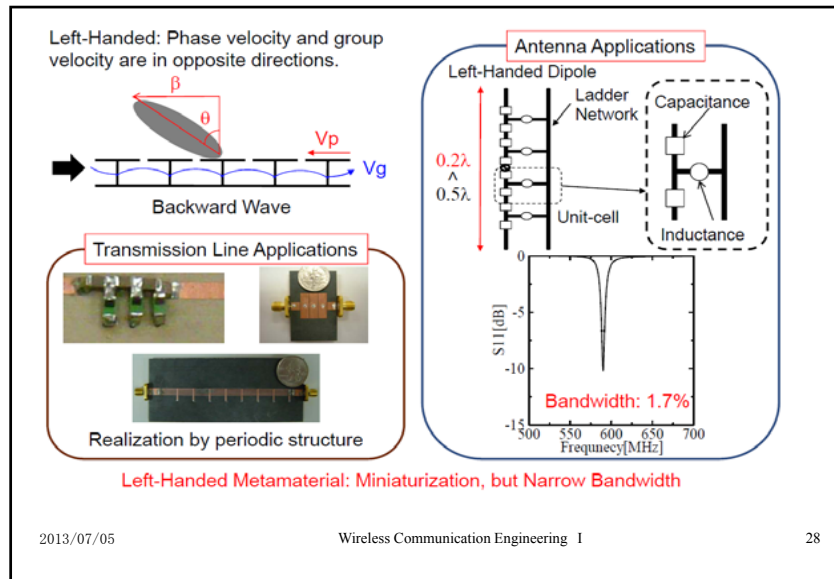 Left-Handed: Phase velocity and group
velocity are in opposite directions.
β
θ
Vp
Vg
Backward Wave
Transmission Line Applications
Realization by periodic structure
Antenna Applications
Left-Handed Dipole
Ladder
Network
Capacitance
0.2λ
^
0.5λ
Unit-cell
Inductance
0
-5
-10
-15
S11[dB]
Bandwidth: 1.7%
500
550
600
650
700
Frequnecy[MHz]
Left-Handed Metamaterial: Miniaturization, but Narrow Bandwidth
2013/07/05
Wireless Communication Engineering Ⅰ
28